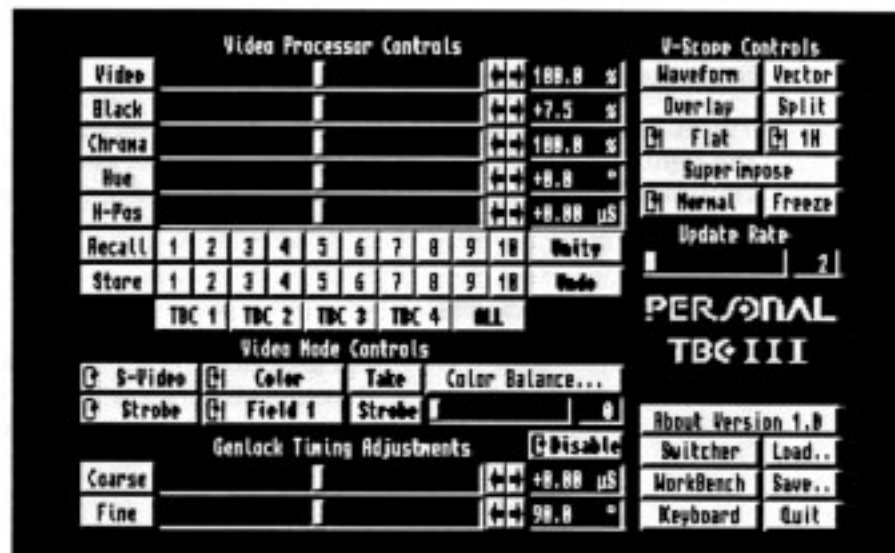 Video Processor Controls
Video 100.0 %
Black +7.5 %
Chroma 100.0 %
Hue +0.0 °
H-Pos +0.00 µS
Recall 1 2 3 4 5 6 7 8 9 10 Unity
Store 1 2 3 4 5 6 7 8 9 10 Undo
TBC 1 TBC 2 TBC 3 TBC 4 ALL
Video Mode Controls
S-Video Color Take Color Balance...
Strobe Field 1 Strobe 0
Genlock Timing Adjustments Disable
Coarse +0.00 µS
Fine 90.0 °
V-Scope Controls
Waveform Vector
Overlay Split
Flat 1H
Superimpose
Normal Freeze
Update Rate
2
PERSONAL
TBC III
About Version 1.0
Switcher Load..
WorkBench Save..
Keyboard Quit